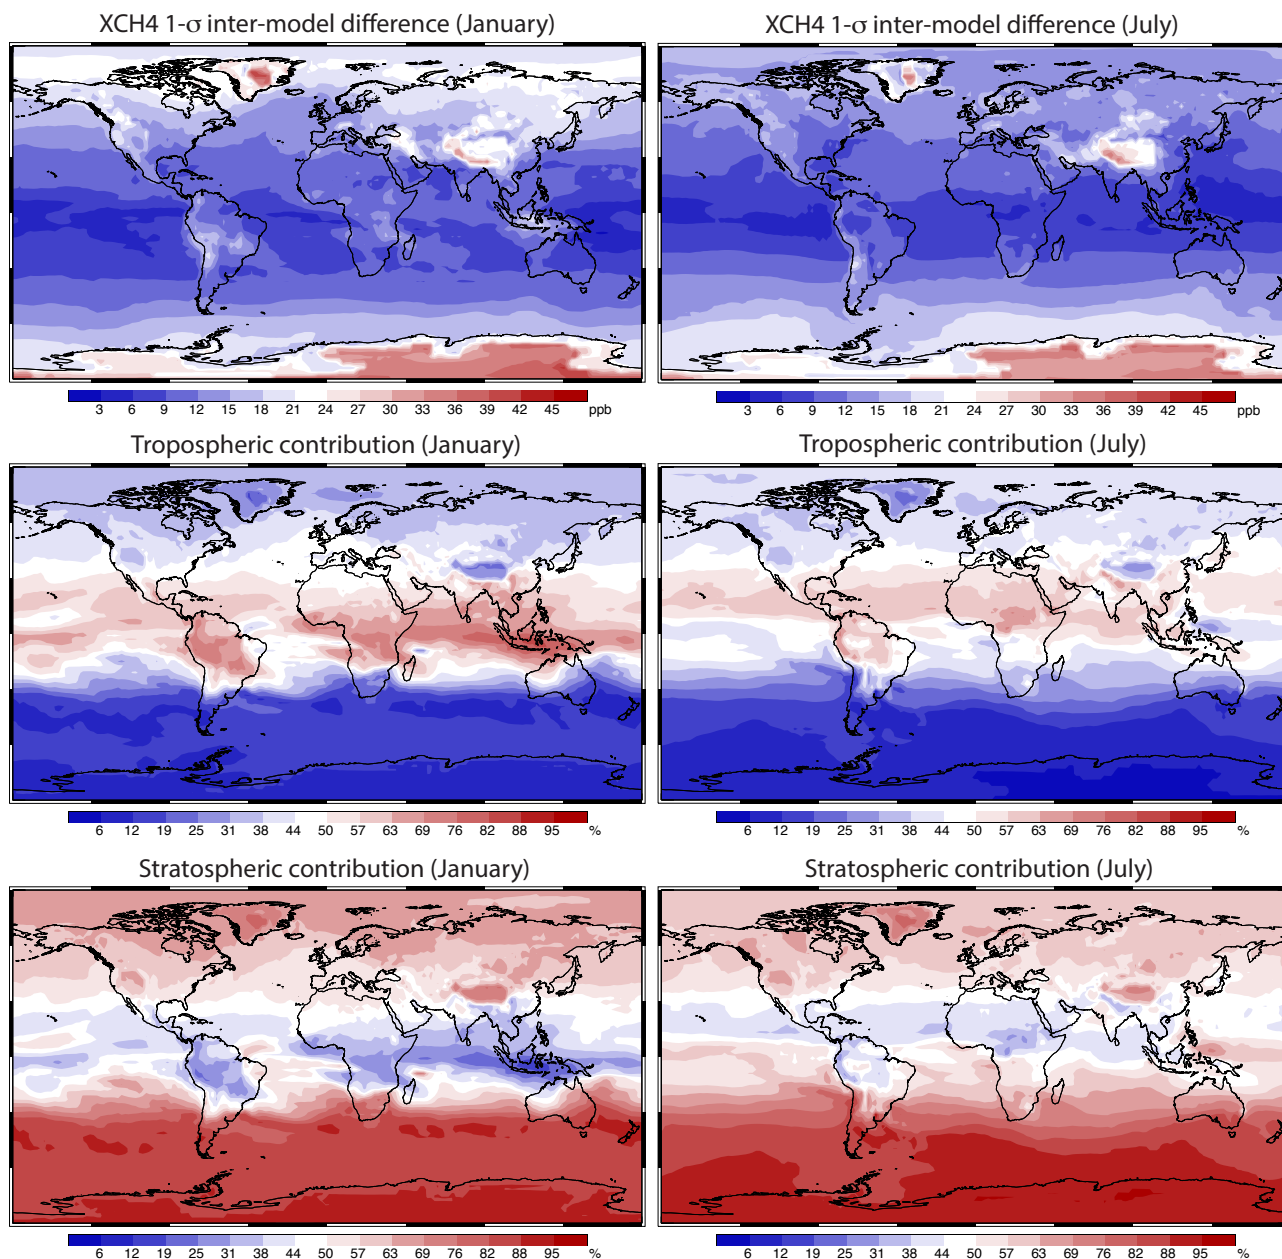 XCH4 1-σ inter-model difference (January)
XCH4 1-σ inter-model difference (July)
3 6 9 12 15 18 21 24 27 30 33 36 39 42 45 ppb
3 6 9 12 15 18 21 24 27 30 33 36 39 42 45 ppb
Tropospheric contribution (January)
Tropospheric contribution (July)
6 12 19 25 31 38 44 50 57 63 69 76 82 88 95 %
6 12 19 25 31 38 44 50 57 63 69 76 82 88 95 %
Stratospheric contribution (January)
Stratospheric contribution (July)
6 12 19 25 31 38 44 50 57 63 69 76 82 88 95 %
6 12 19 25 31 38 44 50 57 63 69 76 82 88 95 %